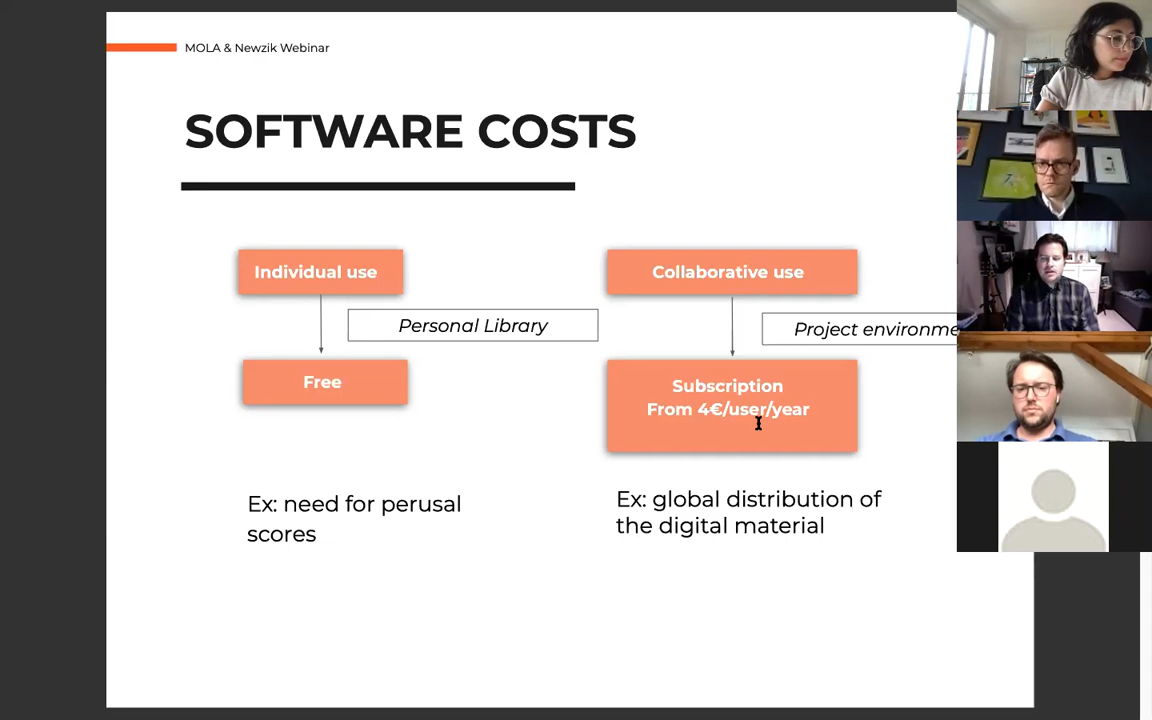 MOLA & Newzik Webinar
SOFTWARE COSTS
Individual use
Collaborative use
Personal Library
Project environme
Free
Subscription
From 4€/user/year
Ex: need for perusal
scores
Ex: global distribution of
the digital material